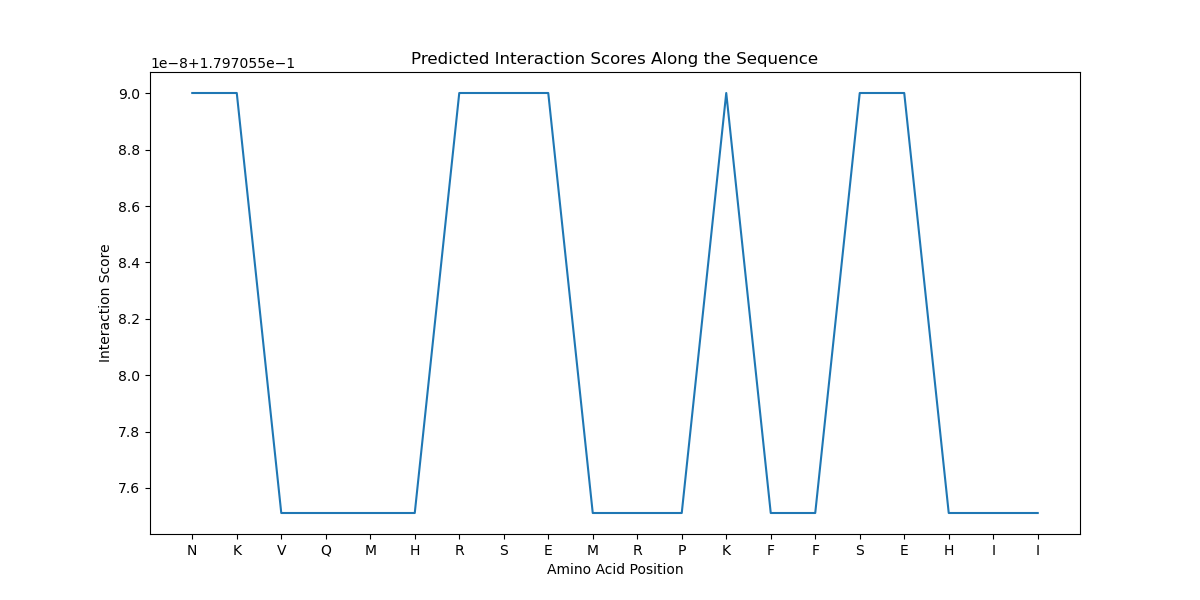 Predicted Interaction Scores Along the Sequence
1e−8+1.797055e−1
9.0
8.8
8.6
8.4
8.2
8.0
7.8
7.6
Interaction Score
N K V Q M H R S E M R P K F F S E H I I
Amino Acid Position